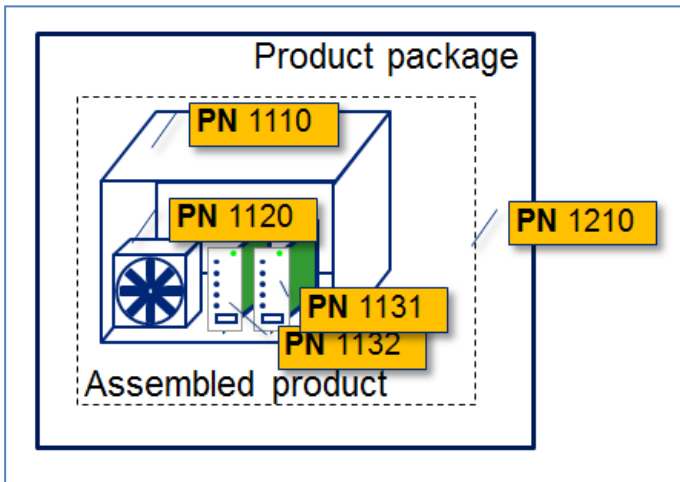 Product package
PN 1110
PN 1120
PN 1210
PN 1131
PN 1132
Assembled product